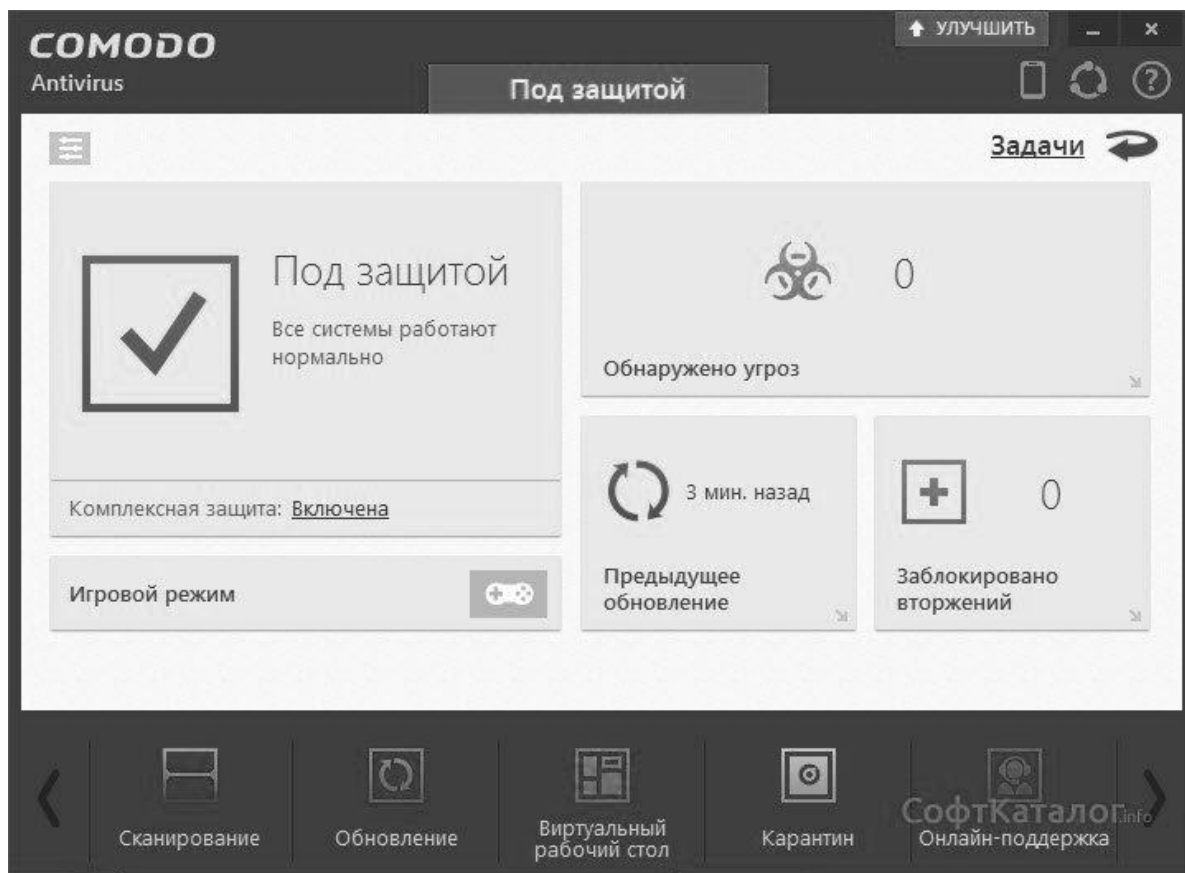 COMODO
Antivirus
УЛУЧШИТЬ
Под защитой
Задачи
Под защитой
Все системы работают
нормально
Комплексная защита: Включена
Игровой режим
0
Обнаружено угроз
3 мин. назад
Предыдущее
обновление
0
Заблокировано
вторжений
Сканирование
Обновление
Виртуальный
рабочий стол
Карантин
СофтКаталог.info
Онлайн-поддержка